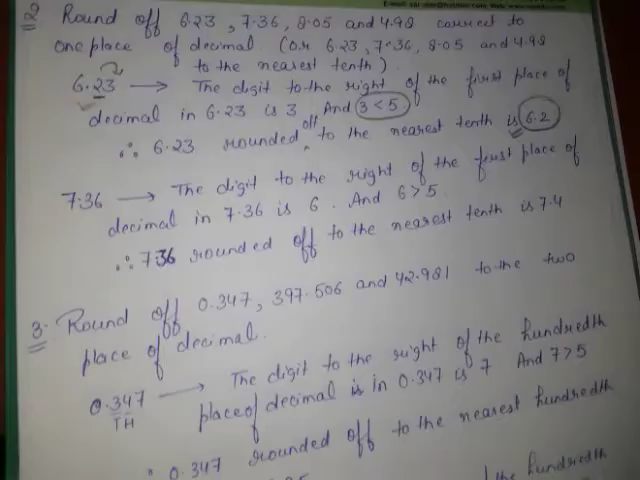 2 Round off 6.23, 7.36, 8.05 and 4.98 correct to
one place of decimal. (or 6.23, 7.36, 8.05 and 4.98
to the nearest tenth)
6.23 → The digit to the right of the first place of
decimal in 6.23 is 3 And 3 < 5
∴ 6.23 rounded off to the nearest tenth is 6.2
7.36 → The digit to the right of the first place of
decimal in 7.36 is 6. And 6 > 5
∴ 7.36 rounded off to the nearest tenth is 7.4
3. Round off 0.347, 397.506 and 42.981 to the two
place of decimal.
0.347 → The digit to the right of the hundredth
T H
place of decimal is in 0.347 is 7 And 7 > 5
∴ 0.347 rounded off to the nearest hundredth
the hundredth